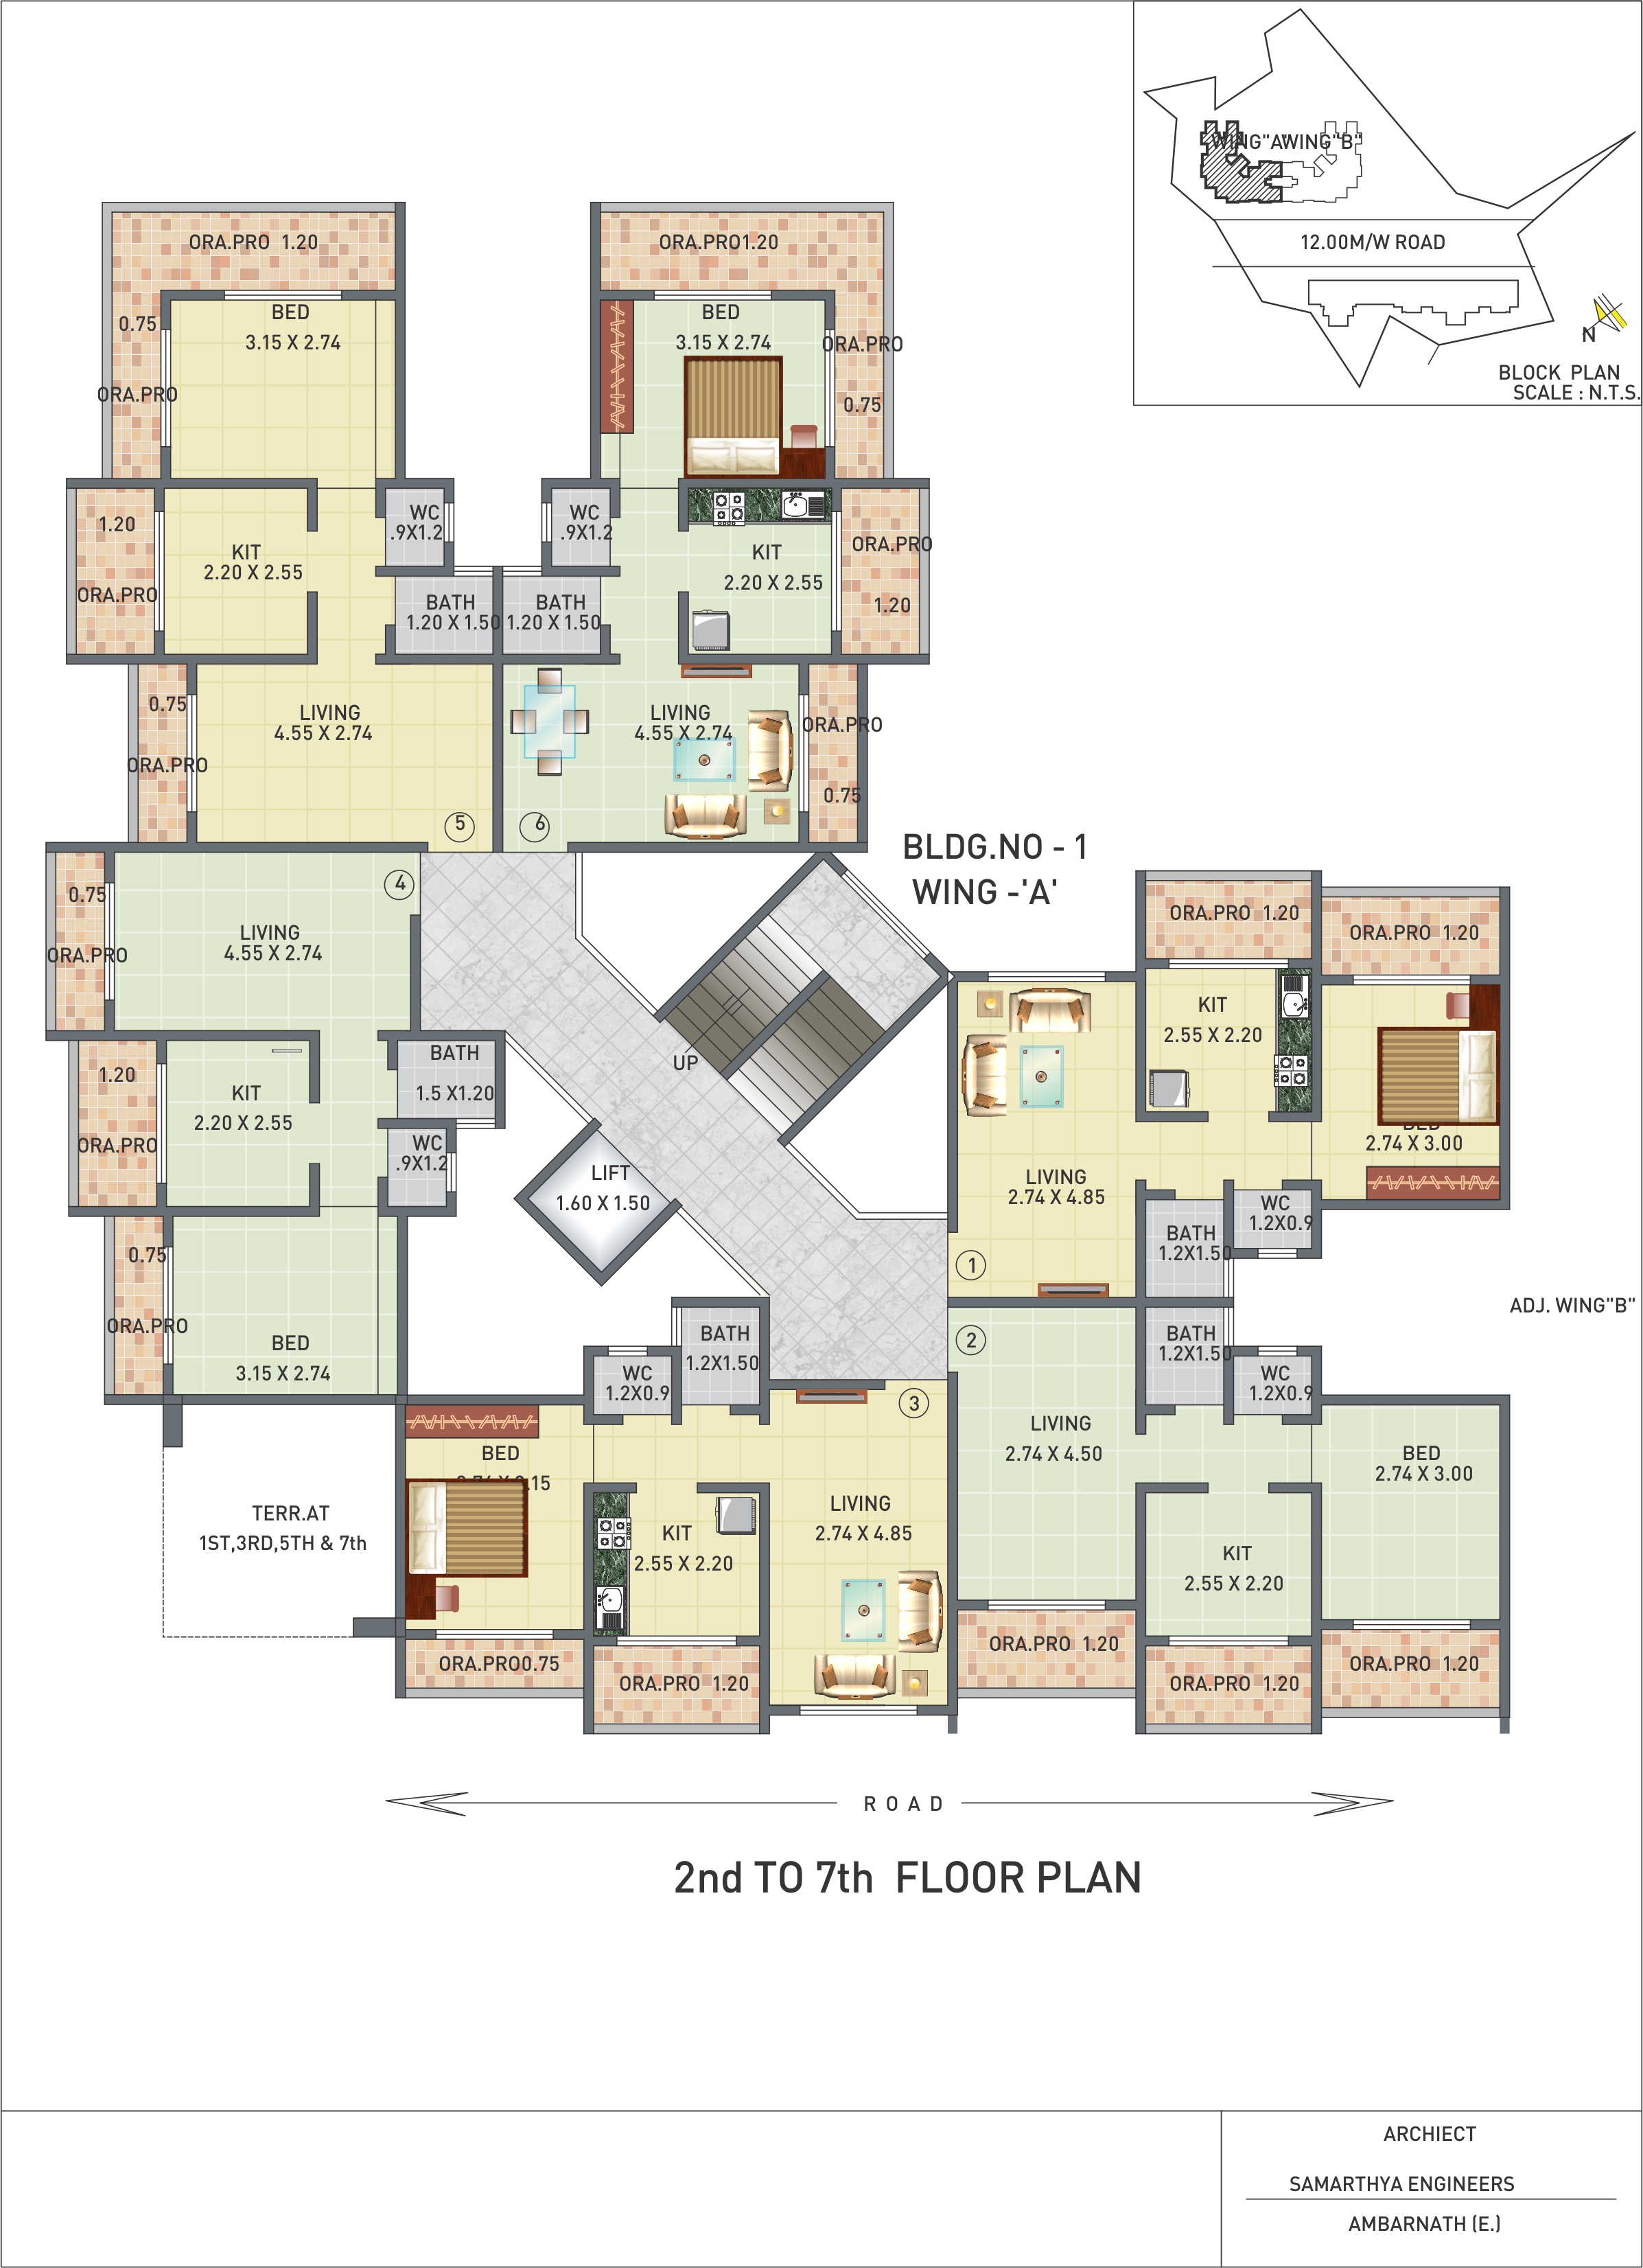 WING"A WING"B"
12.00M/W ROAD
N
BLOCK PLAN
SCALE : N.T.S.
ORA.PRO 1.20
BED
3.15 X 2.74
0.75
ORA.PRO
ORA.PRO1.20
BED
3.15 X 2.74
ORA.PRO
0.75
1.20
ORA.PRO
KIT
2.20 X 2.55
WC
.9X1.2
BATH
1.20 X 1.50
WC
.9X1.2
BATH
1.20 X 1.50
KIT
2.20 X 2.55
ORA.PRO
1.20
0.75
ORA.PRO
LIVING
4.55 X 2.74
5
LIVING
4.55 X 2.74
6
ORA.PRO
0.75
BLDG.NO - 1
WING -'A'
0.75
ORA.PRO
LIVING
4.55 X 2.74
4
1.20
ORA.PRO
KIT
2.20 X 2.55
BATH
1.5 X1.20
WC
.9X1.2
UP
LIFT
1.60 X 1.50
0.75
ORA.PRO
BED
3.15 X 2.74
ORA.PRO 1.20
ORA.PRO 1.20
KIT
2.55 X 2.20
BED
2.74 X 3.00
LIVING
2.74 X 4.85
1
BATH
1.2X1.50
WC
1.2X0.9
ADJ. WING"B"
2
BATH
1.2X1.50
WC
1.2X0.9
LIVING
2.74 X 4.50
BED
2.74 X 3.00
KIT
2.55 X 2.20
BATH
1.2X1.50
WC
1.2X0.9
3
BED
2.74 X 3.15
KIT
2.55 X 2.20
LIVING
2.74 X 4.85
TERR.AT
1ST,3RD,5TH & 7th
ORA.PRO0.75
ORA.PRO 1.20
ORA.PRO 1.20
ORA.PRO 1.20
ORA.PRO 1.20
ROAD
2nd TO 7th FLOOR PLAN
ARCHIECT
SAMARTHYA ENGINEERS
AMBARNATH (E.)